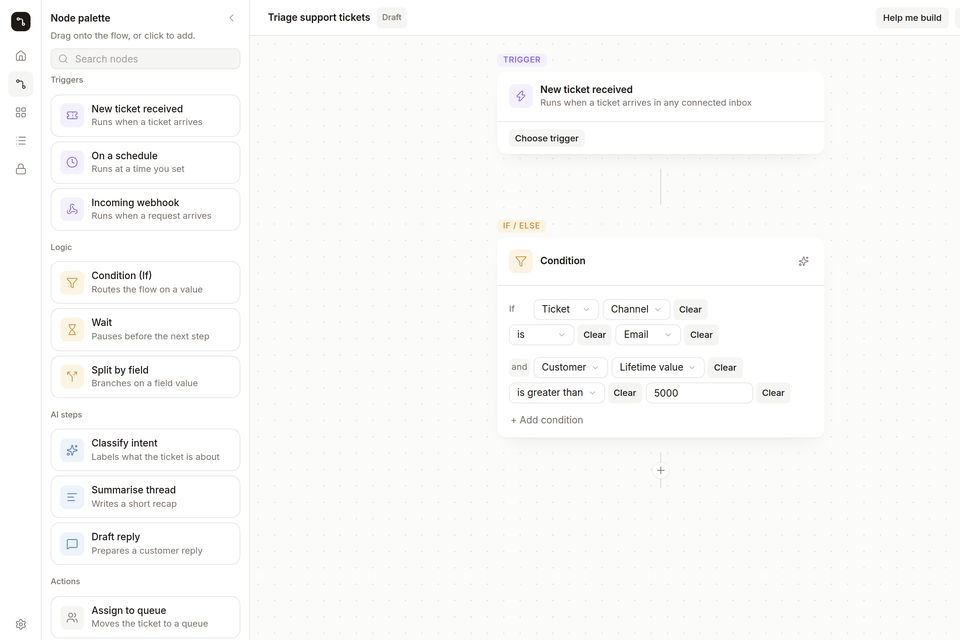 Node palette
Drag onto the flow, or click to add.
Search nodes
Triggers
New ticket received
Runs when a ticket arrives
On a schedule
Runs at a time you set
Incoming webhook
Runs when a request arrives
Logic
Condition (If)
Routes the flow on a value
Wait
Pauses before the next step
Split by field
Branches on a field value
AI steps
Classify intent
Labels what the ticket is about
Summarise thread
Writes a short recap
Draft reply
Prepares a customer reply
Actions
Assign to queue
Moves the ticket to a queue
Triage support tickets Draft
Help me build
TRIGGER
New ticket received
Runs when a ticket arrives in any connected inbox
Choose trigger
IF / ELSE
Condition
If Ticket Channel Clear
is Clear Email Clear
and Customer Lifetime value Clear
is greater than Clear 5000 Clear
+ Add condition